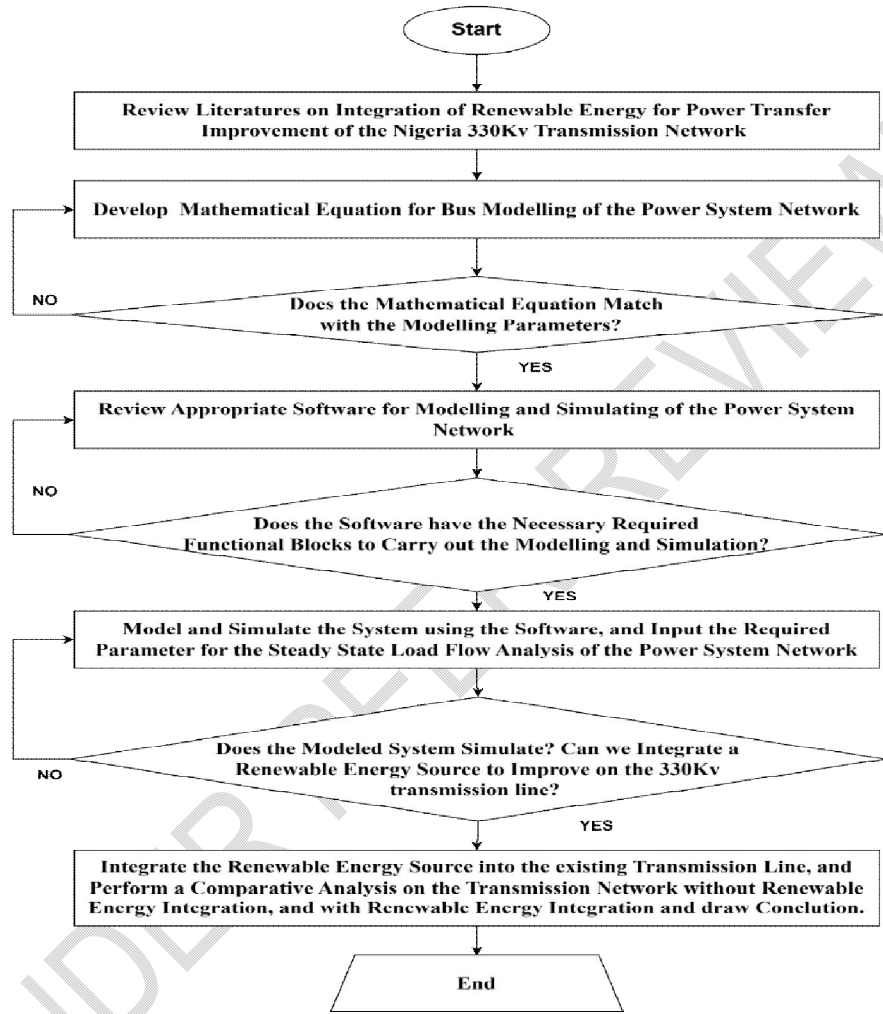 Start
Review Literatures on Integration of Renewable Energy for Power Transfer
Improvement of the Nigeria 330Kv Transmission Network
Develop Mathematical Equation for Bus Modelling of the Power System Network
NO
Does the Mathematical Equation Match
with the Modelling Parameters?
YES
Review Appropriate Software for Modelling and Simulating of the Power System
Network
NO
Does the Software have the Necessary Required
Functional Blocks to Carry out the Modelling and Simulation?
YES
Model and Simulate the System using the Software, and Input the Required
Parameter for the Steady State Load Flow Analysis of the Power System Network
Does the Modeled System Simulate? Can we Integrate a
Renewable Energy Source to Improve on the 330Kv
transmission line?
NO
YES
Integrate the Renewable Energy Source into the existing Transmission Line, and
Perform a Comparative Analysis on the Transmission Network without Renewable
Energy Integration, and with Renewable Energy Integration and draw Conclution.
End